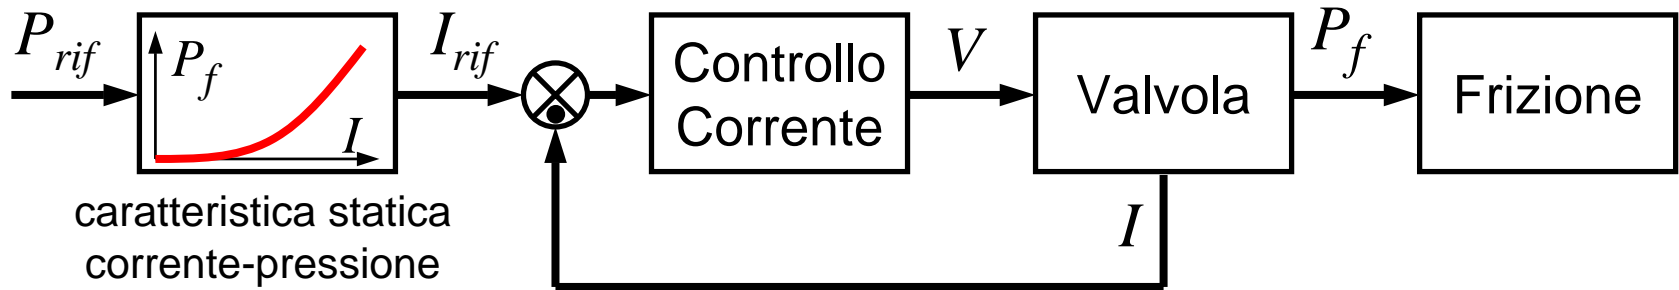 P_rif
P_f
I
I_rif
Controllo
Corrente
V
Valvola
P_f
Frizione
caratteristica statica
corrente-pressione
I